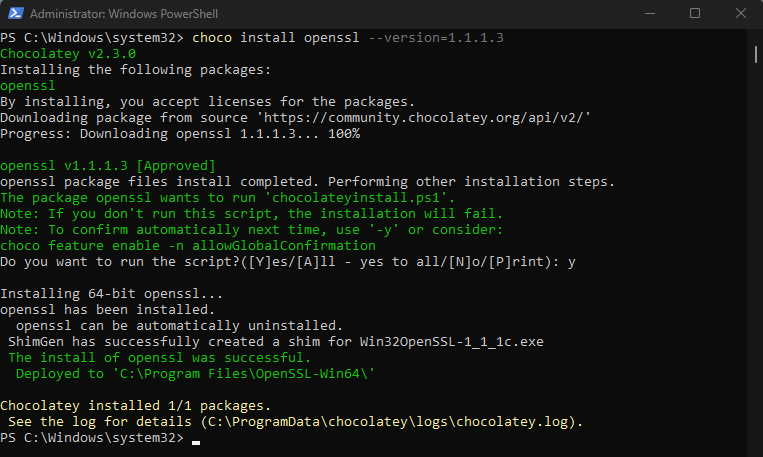 Administrator: Windows PowerShell
PS C:\Windows\system32> choco install openssl --version=1.1.1.3
Chocolatey v2.3.0
Installing the following packages:
openssl
By installing, you accept licenses for the packages.
Downloading package from source 'https://community.chocolatey.org/api/v2/'
Progress: Downloading openssl 1.1.1.3... 100%
openssl v1.1.1.3 [Approved]
openssl package files install completed. Performing other installation steps.
The package openssl wants to run 'chocolateyinstall.ps1'.
Note: If you don't run this script, the installation will fail.
Note: To confirm automatically next time, use '-y' or consider:
choco feature enable -n allowGlobalConfirmation
Do you want to run the script?([Y]es/[A]ll - yes to all/[N]o/[P]rint): y
Installing 64-bit openssl...
openssl has been installed.
openssl can be automatically uninstalled.
ShimGen has successfully created a shim for Win32OpenSSL-1_1_1c.exe
The install of openssl was successful.
Deployed to 'C:\Program Files\OpenSSL-Win64\'
Chocolatey installed 1/1 packages.
See the log for details (C:\ProgramData\chocolatey\logs\chocolatey.log).
PS C:\Windows\system32>